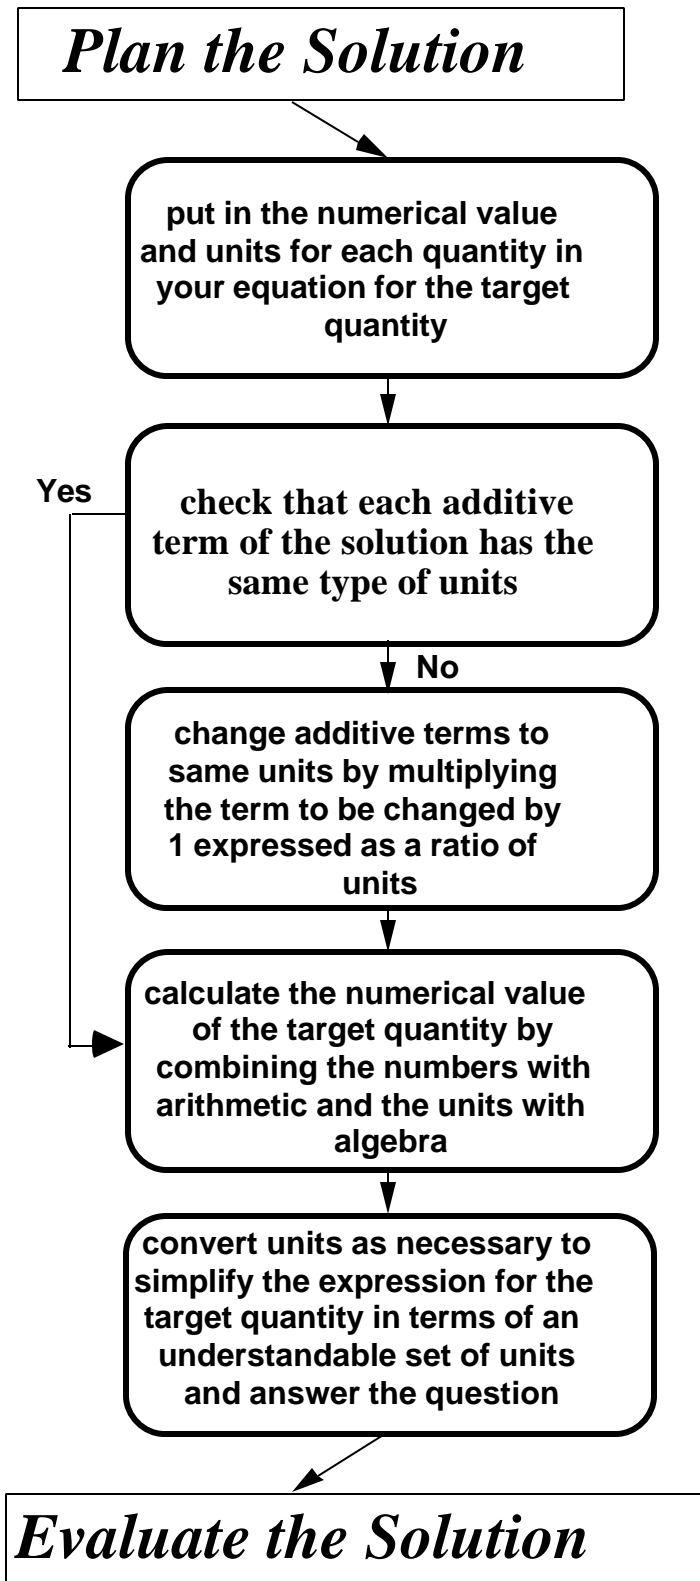 Plan the Solution
put in the numerical value
and units for each quantity in
your equation for the target
quantity
Yes
check that each additive
term of the solution has the
same type of units
No
change additive terms to
same units by multiplying
the term to be changed by
1 expressed as a ratio of
units
calculate the numerical value
of the target quantity by
combining the numbers with
arithmetic and the units with
algebra
convert units as necessary to
simplify the expression for the
target quantity in terms of an
understandable set of units
and answer the question
Evaluate the Solution